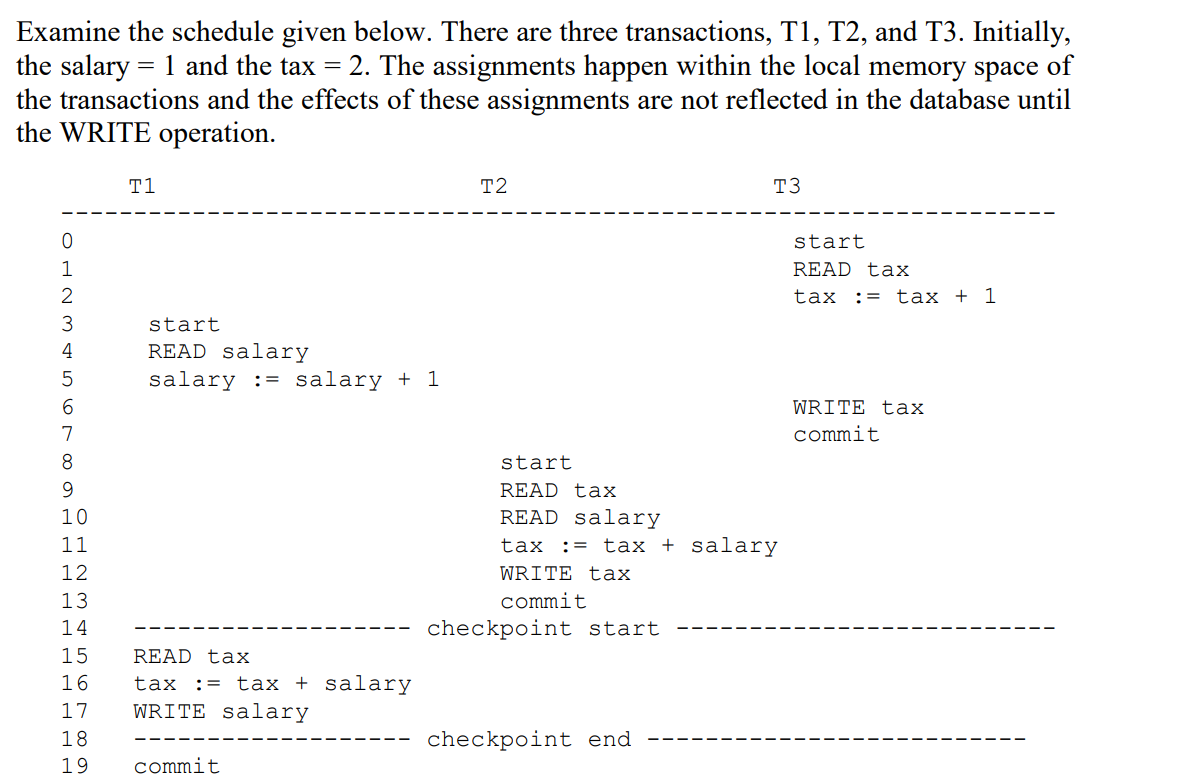 Examine the schedule given below. There are three transactions, T1, T2, and T3. Initially,
the salary = 1 and the tax = 2. The assignments happen within the local memory space of
the transactions and the effects of these assignments are not reflected in the database until
the WRITE operation.
T1 T2 T3
--------------------------------------------------------------------
0 start
1 READ tax
2 tax := tax + 1
3 start
4 READ salary
5 salary := salary + 1
6 WRITE tax
7 commit
8 start
9 READ tax
10 READ salary
11 tax := tax + salary
12 WRITE tax
13 commit
14 ------------------- checkpoint start --------------------------
15 READ tax
16 tax := tax + salary
17 WRITE salary
18 ------------------- checkpoint end --------------------------
19 commit